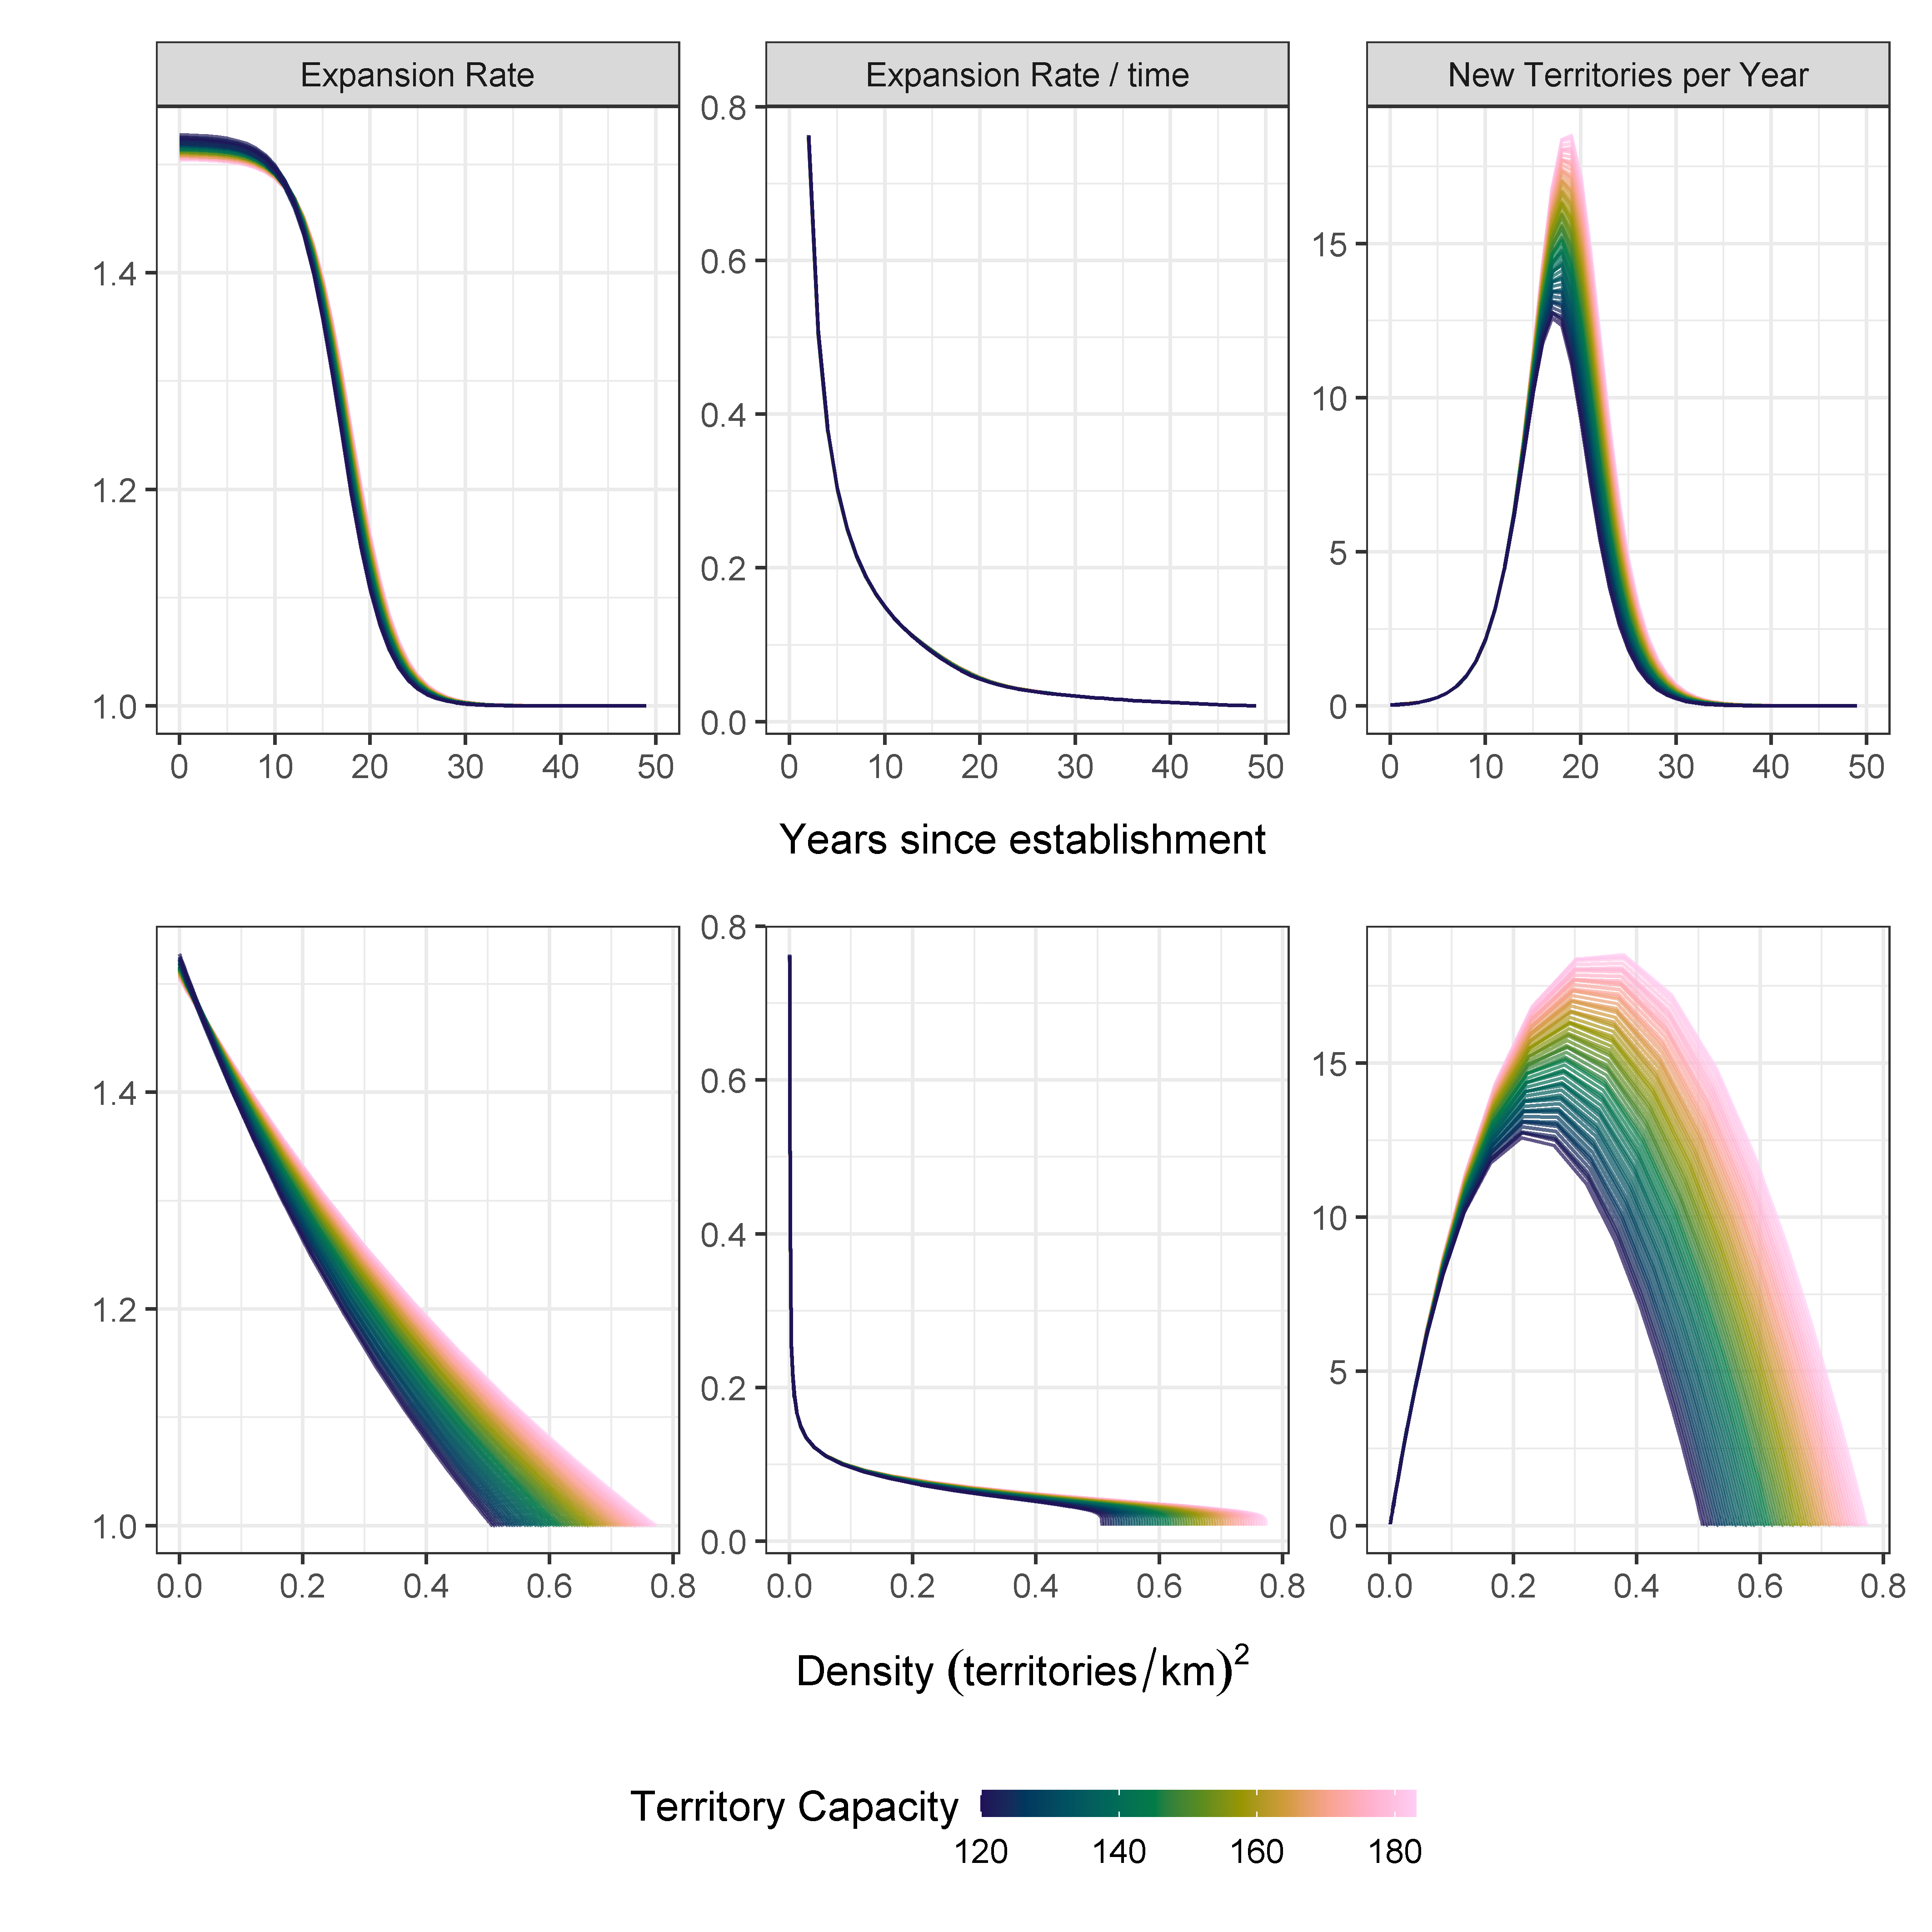 Expansion Rate
Expansion Rate / time
New Territories per Year
1.4
1.2
1.0
0 10 20 30 40 50
0.8
0.6
0.4
0.2
0.0
0 10 20 30 40 50
15
10
5
0
0 10 20 30 40 50
Years since establishment
1.4
1.2
1.0
0.0 0.2 0.4 0.6 0.8
0.8
0.6
0.4
0.2
0.0
0.0 0.2 0.4 0.6 0.8
15
10
5
0
0.0 0.2 0.4 0.6 0.8
Density (territories/km)²
Territory Capacity
120 140 160 180